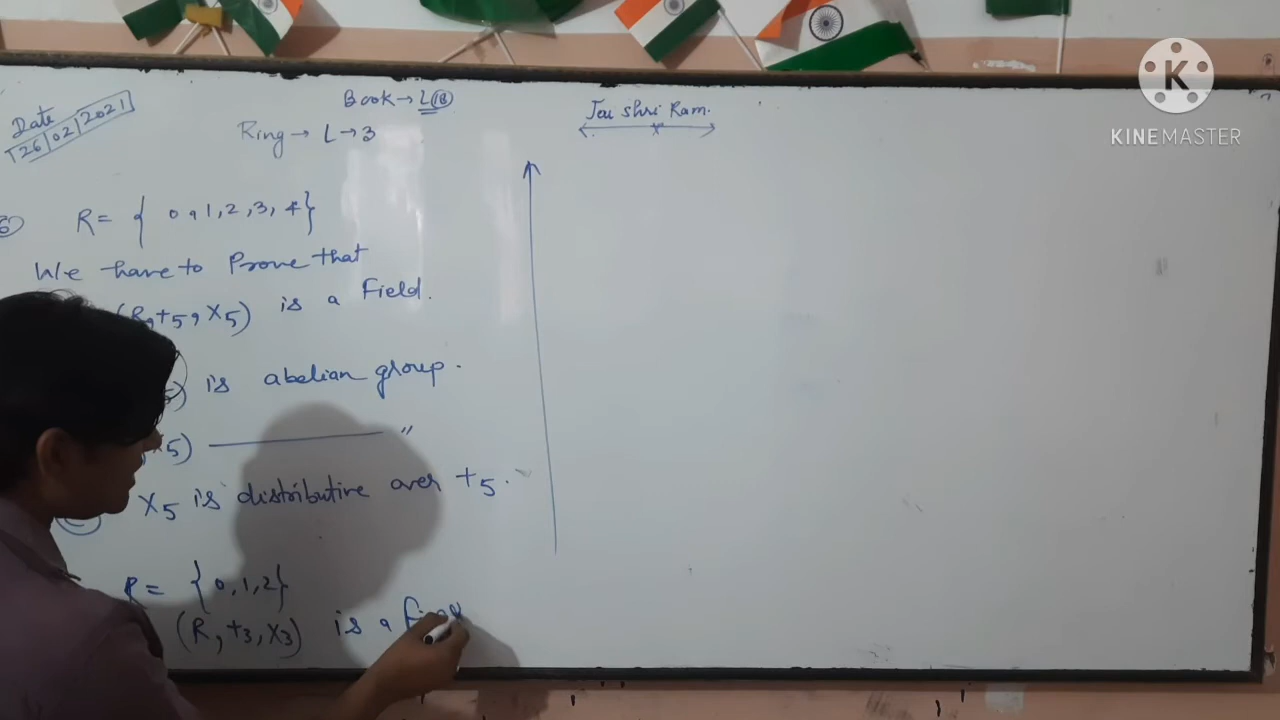 Date
26/02/2021
Book→L(18)
Ring→ L→3
Jai Shri Ram.
K
KINEMASTER
R= { 0,1,2,3,4}
We have to Prove that
(R,+5,X5) is a Field.
is abelian group.
5) ———— "
X5 is distributive over +5.
R= {0,1,2}
(R,+3,X3) is a